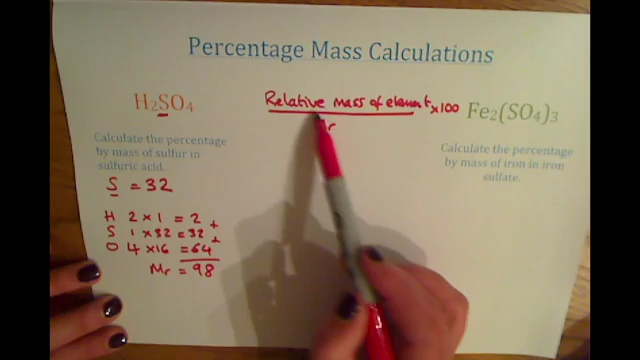 Percentage Mass Calculations
H2SO4
Calculate the percentage
by mass of sulfur in
sulfuric acid.
S = 32
H 2 × 1 = 2 +
S 1 × 32 = 32 +
O 4 × 16 = 64
Mr = 98
Relative mass of element × 100
Fe2(SO4)3
Calculate the percentage
by mass of iron in iron
sulfate.